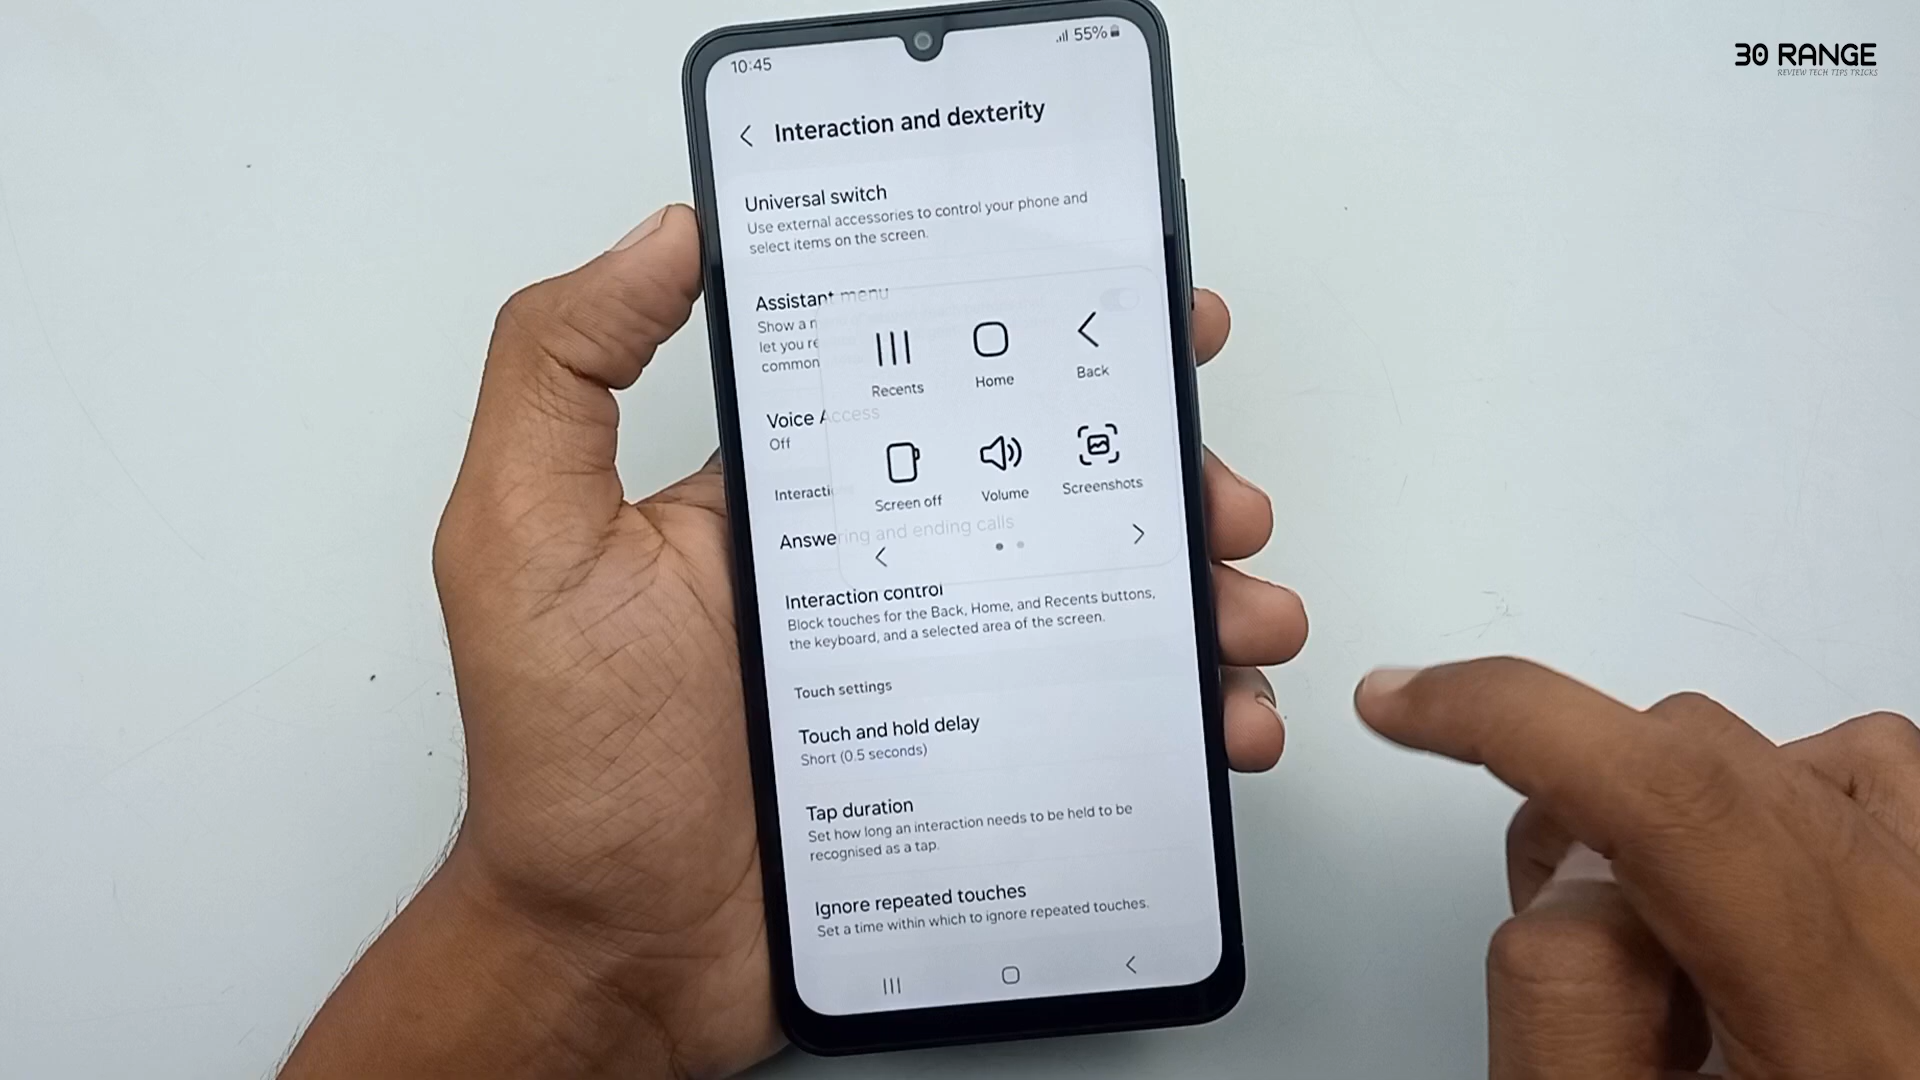 30 RANGE
REVIEW TECH TIPS TRICKS
10:45
55%
Interaction and dexterity
Universal switch
Use external accessories to control your phone and
select items on the screen.
Assistant menu
Show a
let you
common
Recents
Home
Back
Voice Access
Off
Screen off
Volume
Screenshots
Interacti
Answering and ending calls
Interaction control
Block touches for the Back, Home, and Recents buttons,
the keyboard, and a selected area of the screen.
Touch settings
Touch and hold delay
Short (0.5 seconds)
Tap duration
Set how long an interaction needs to be held to be
recognised as a tap.
Ignore repeated touches
Set a time within which to ignore repeated touches.